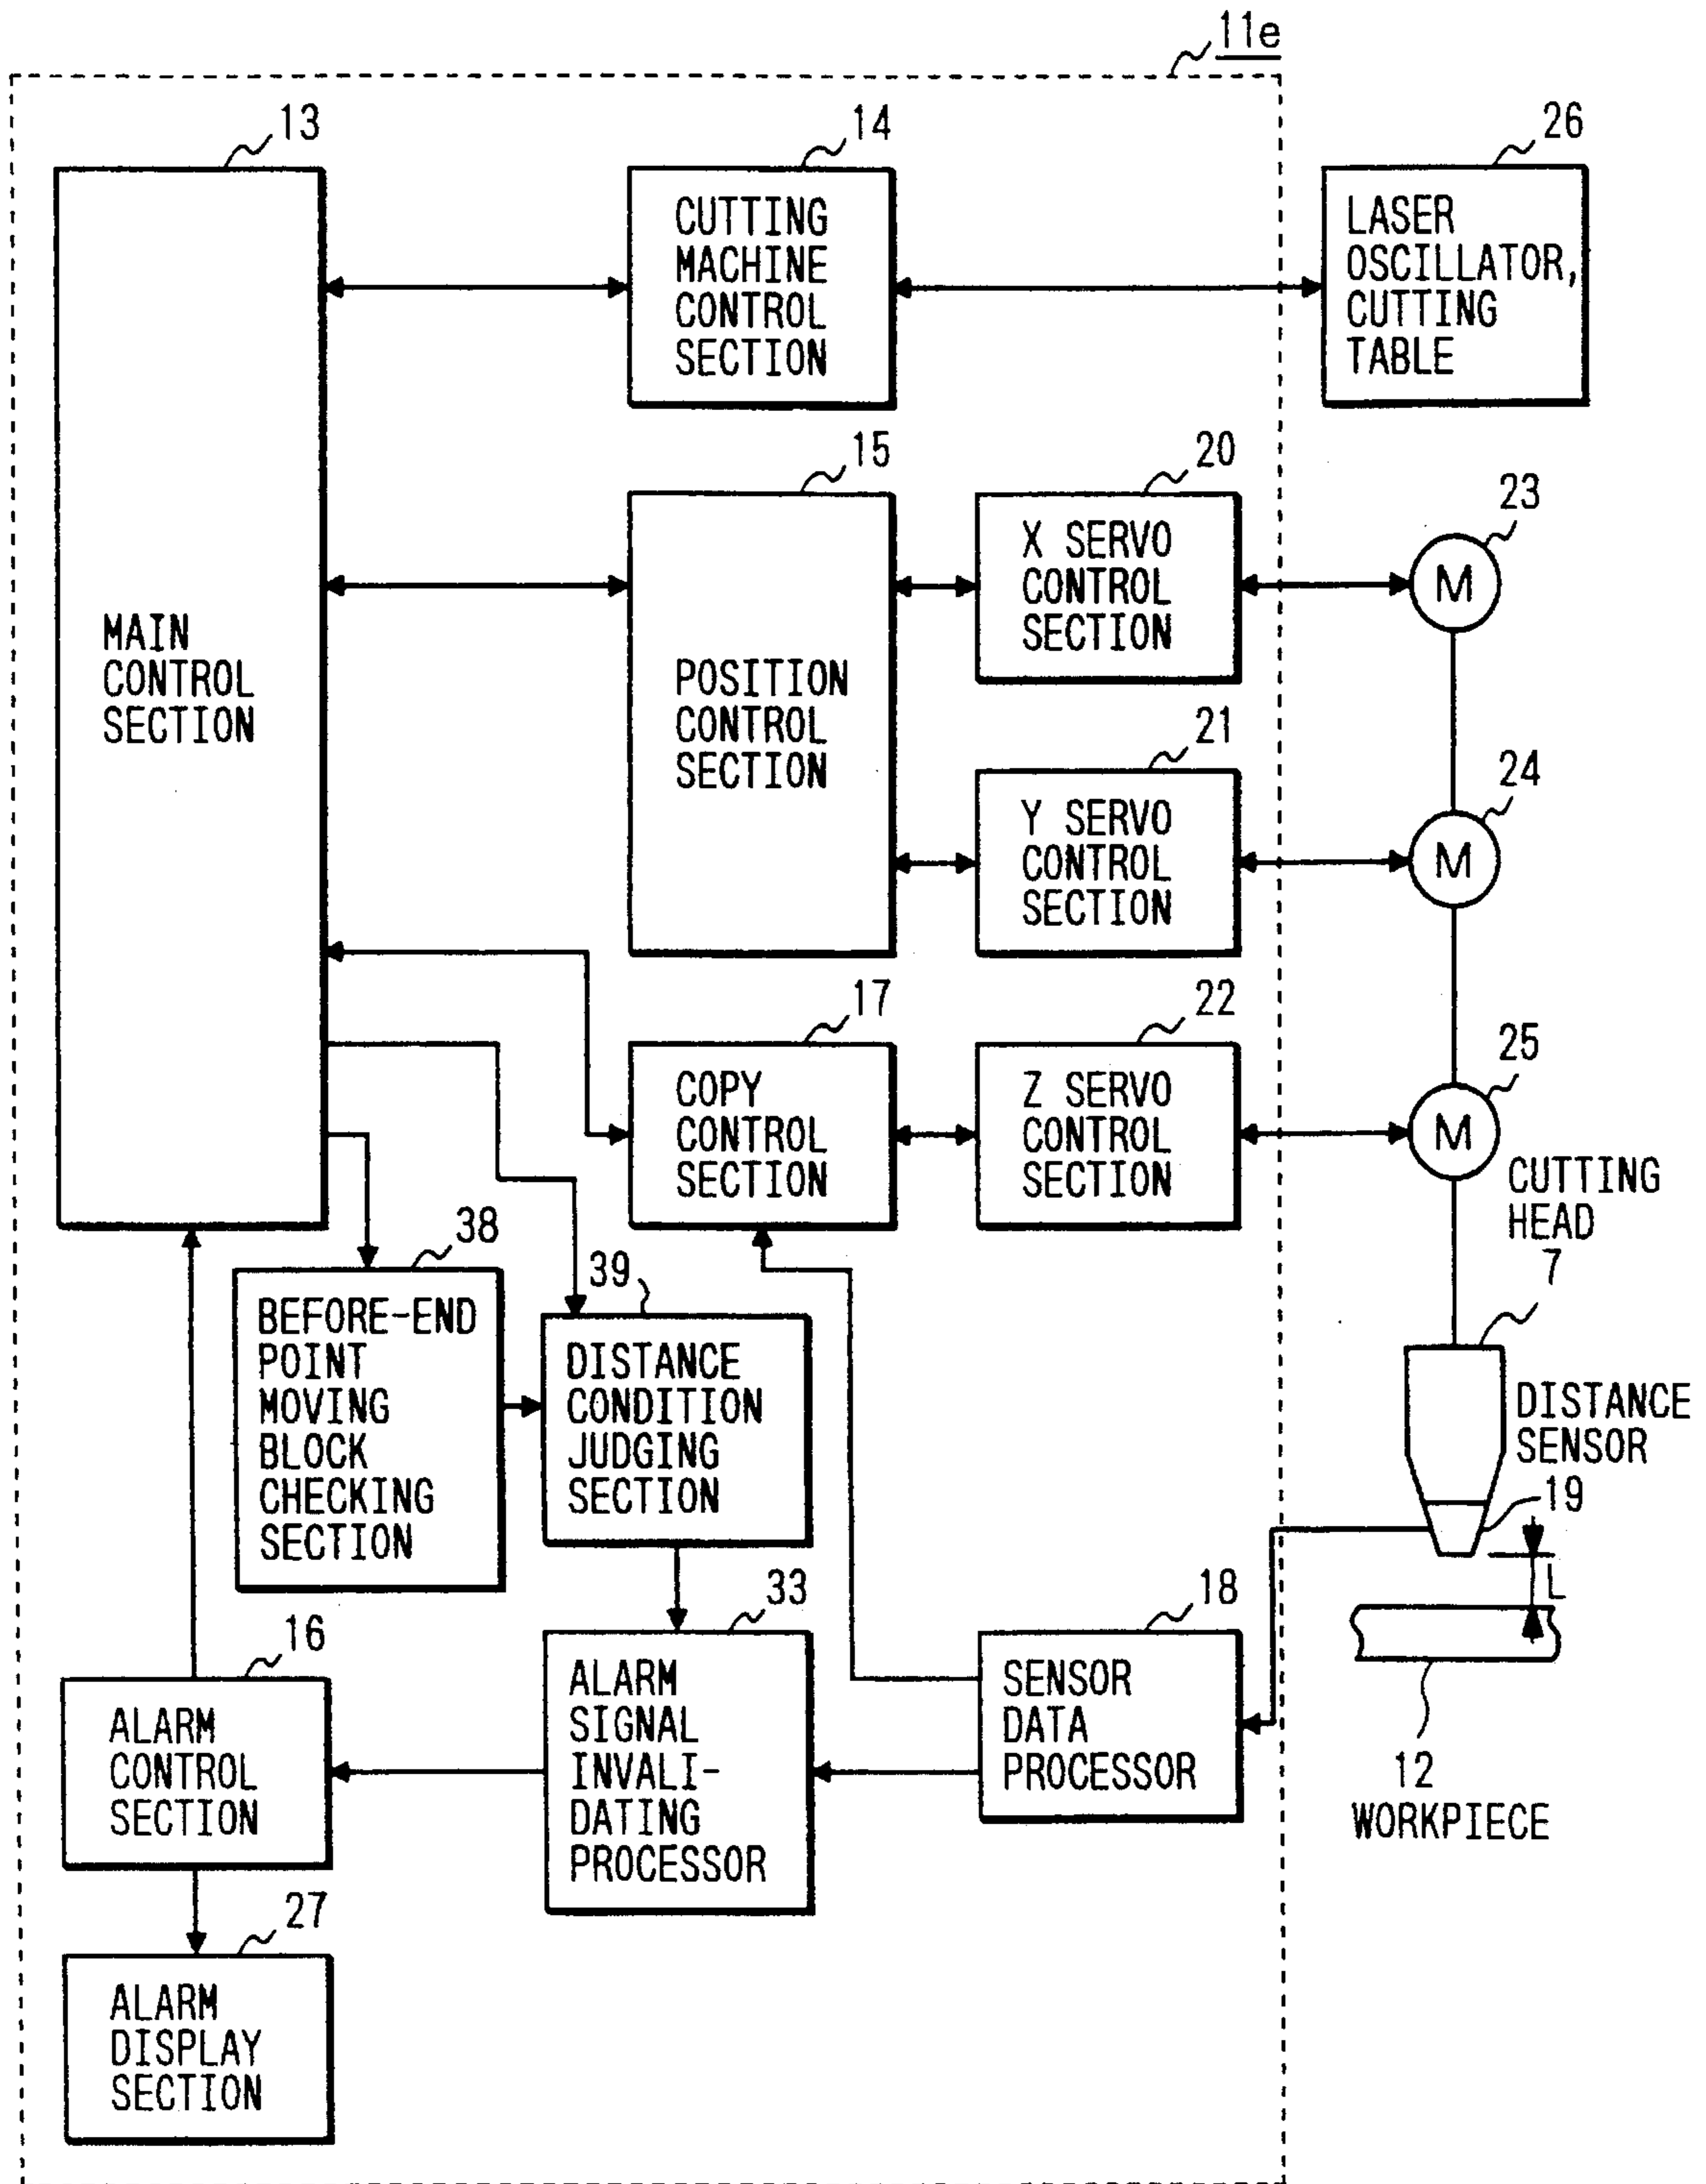 11e
13
14
26
CUTTING
MACHINE
CONTROL
SECTION
LASER
OSCILLATOR,
CUTTING
TABLE
15
20
23
MAIN
CONTROL
SECTION
POSITION
CONTROL
SECTION
X SERVO
CONTROL
SECTION
M
21
24
Y SERVO
CONTROL
SECTION
M
17
22
25
COPY
CONTROL
SECTION
Z SERVO
CONTROL
SECTION
M
CUTTING
HEAD
7
38
39
BEFORE-END
POINT
MOVING
BLOCK
CHECKING
SECTION
DISTANCE
CONDITION
JUDGING
SECTION
DISTANCE
SENSOR
19
L
16
33
18
ALARM
CONTROL
SECTION
ALARM
SIGNAL
INVALI-
DATING
PROCESSOR
SENSOR
DATA
PROCESSOR
12
WORKPIECE
27
ALARM
DISPLAY
SECTION